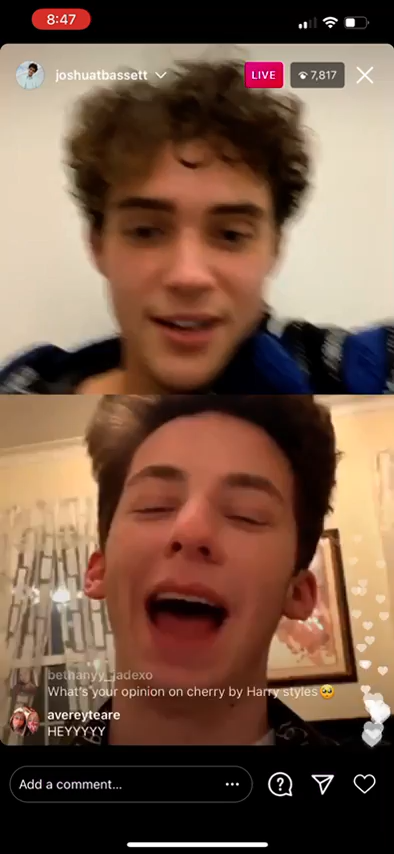 8:47
joshuatbassett
LIVE
7,817
bethanyy_jadexo
What's your opinion on cherry by Harry styles🥺
avereyteare
HEYYYYY
Add a comment...